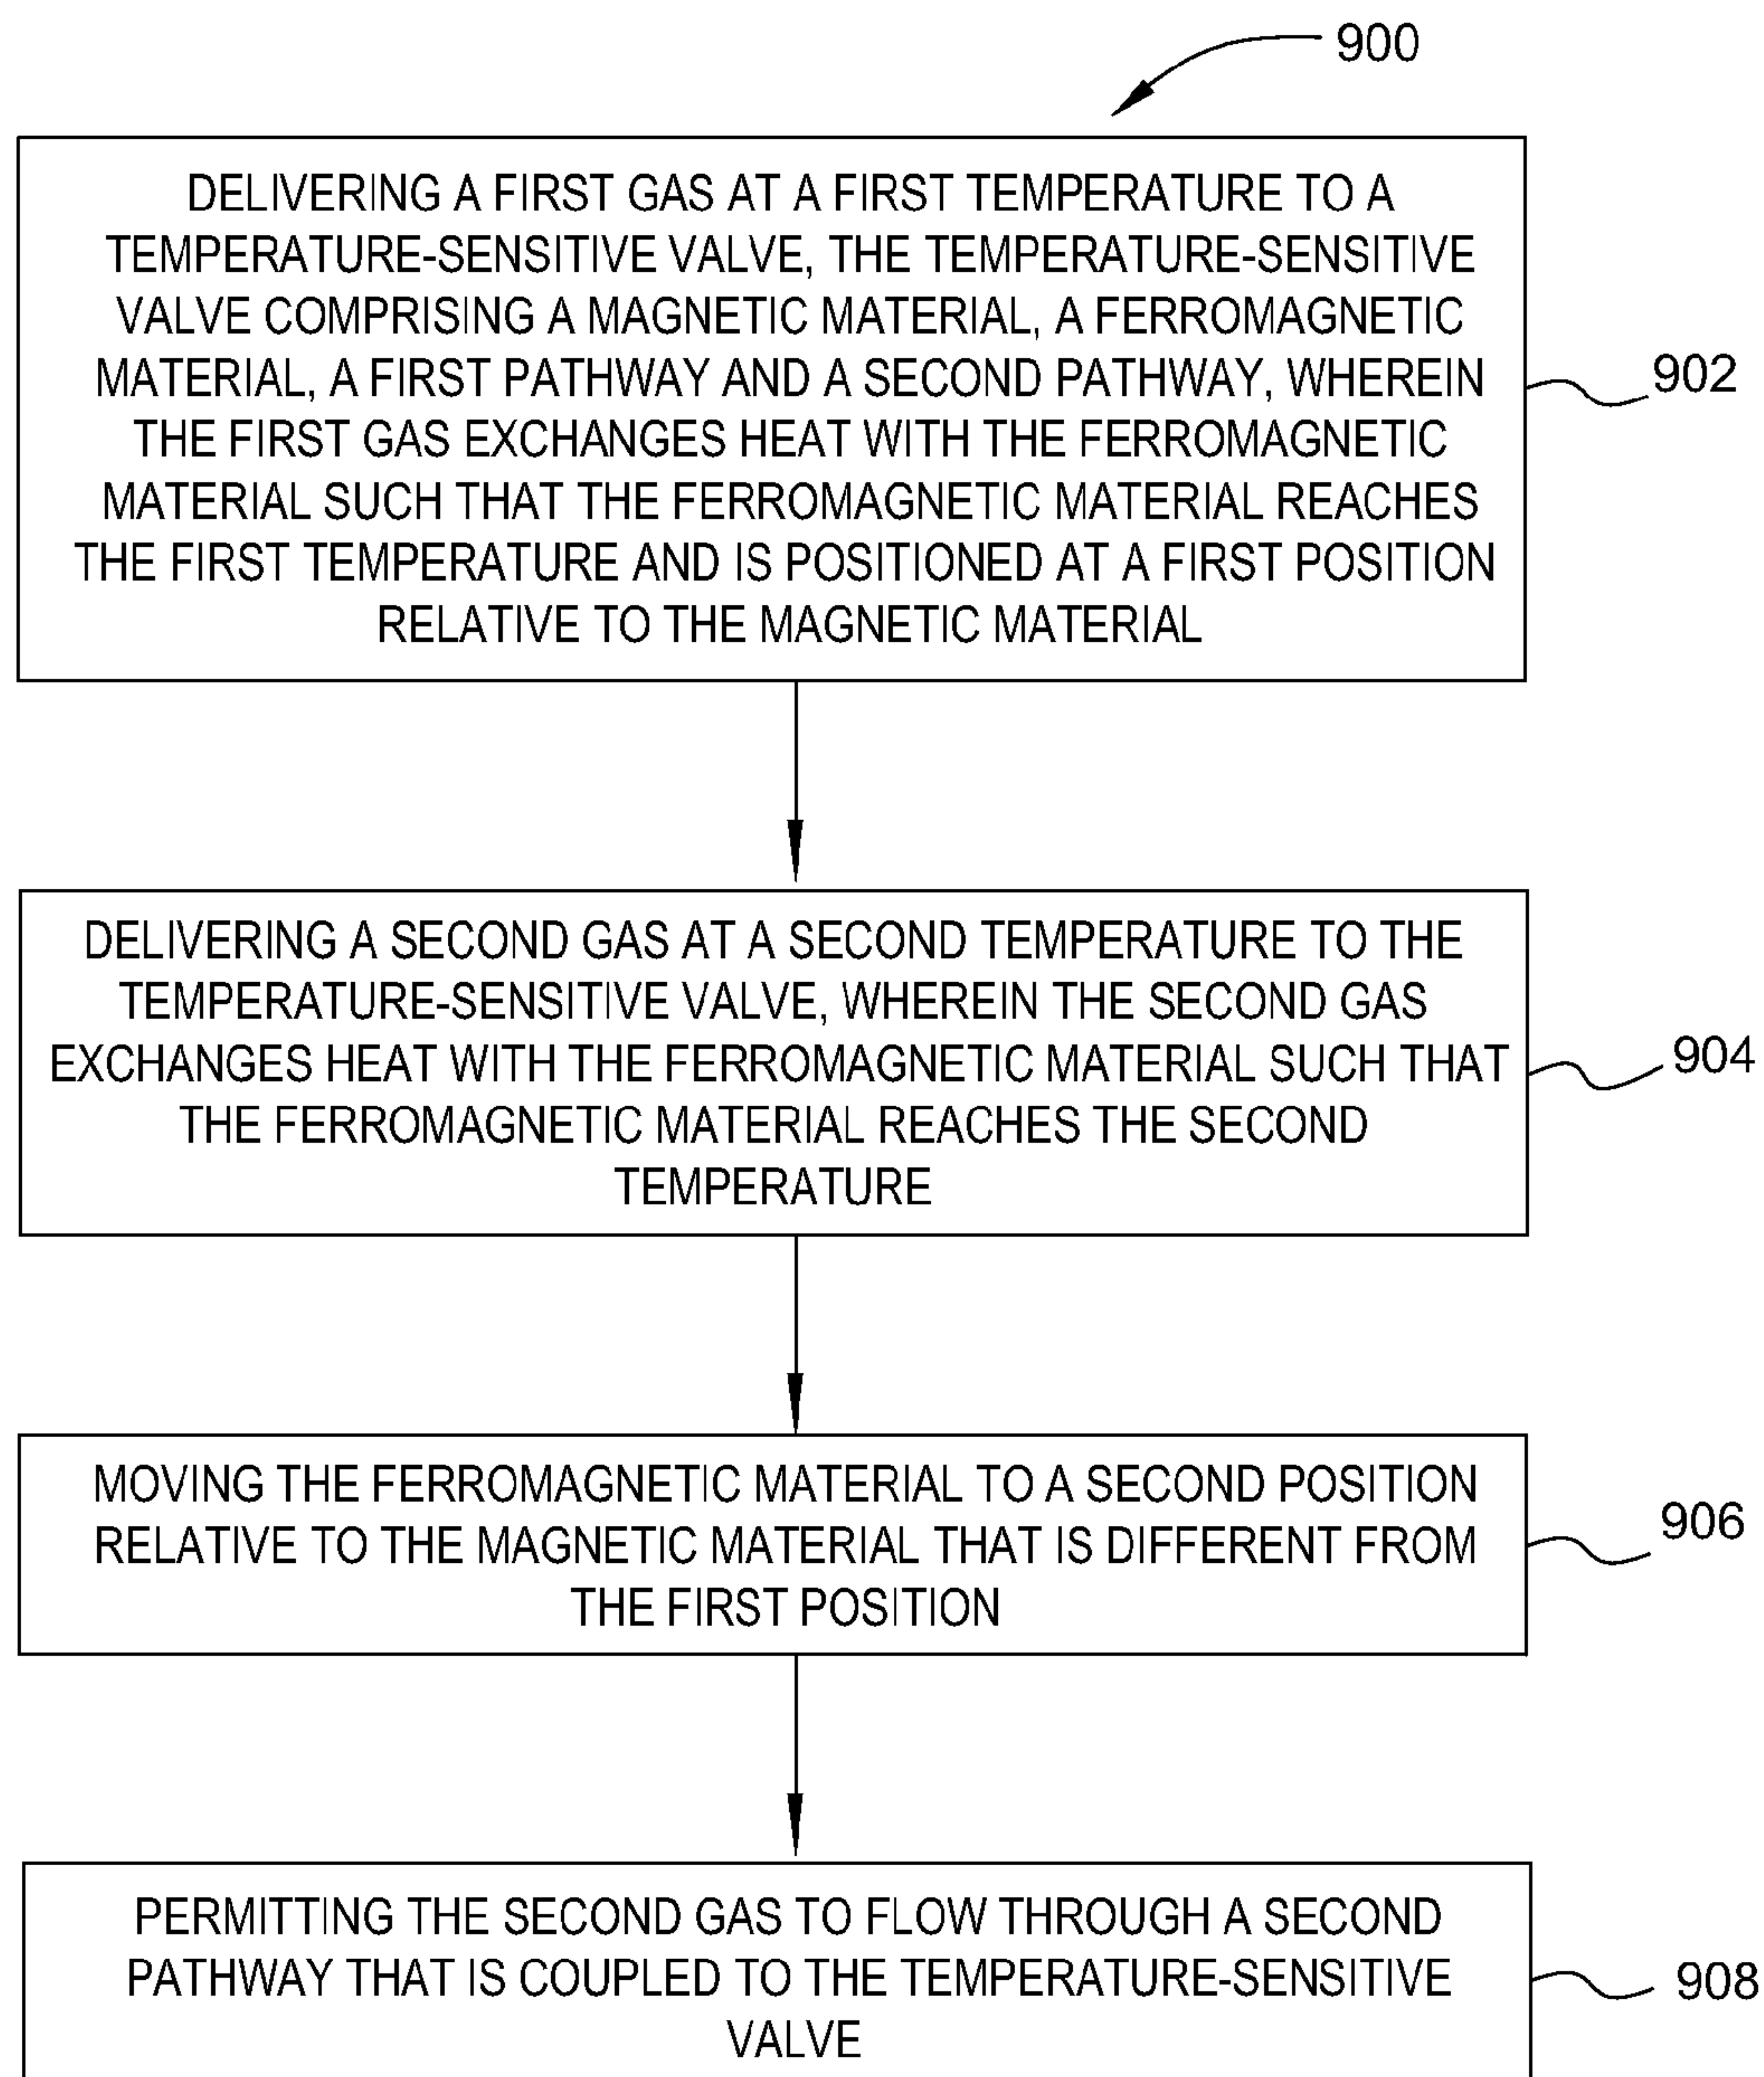 900
DELIVERING A FIRST GAS AT A FIRST TEMPERATURE TO A
TEMPERATURE-SENSITIVE VALVE, THE TEMPERATURE-SENSITIVE
VALVE COMPRISING A MAGNETIC MATERIAL, A FERROMAGNETIC
MATERIAL, A FIRST PATHWAY AND A SECOND PATHWAY, WHEREIN
THE FIRST GAS EXCHANGES HEAT WITH THE FERROMAGNETIC
MATERIAL SUCH THAT THE FERROMAGNETIC MATERIAL REACHES
THE FIRST TEMPERATURE AND IS POSITIONED AT A FIRST POSITION
RELATIVE TO THE MAGNETIC MATERIAL
902
DELIVERING A SECOND GAS AT A SECOND TEMPERATURE TO THE
TEMPERATURE-SENSITIVE VALVE, WHEREIN THE SECOND GAS
EXCHANGES HEAT WITH THE FERROMAGNETIC MATERIAL SUCH THAT
THE FERROMAGNETIC MATERIAL REACHES THE SECOND
TEMPERATURE
904
MOVING THE FERROMAGNETIC MATERIAL TO A SECOND POSITION
RELATIVE TO THE MAGNETIC MATERIAL THAT IS DIFFERENT FROM
THE FIRST POSITION
906
PERMITTING THE SECOND GAS TO FLOW THROUGH A SECOND
PATHWAY THAT IS COUPLED TO THE TEMPERATURE-SENSITIVE
VALVE
908